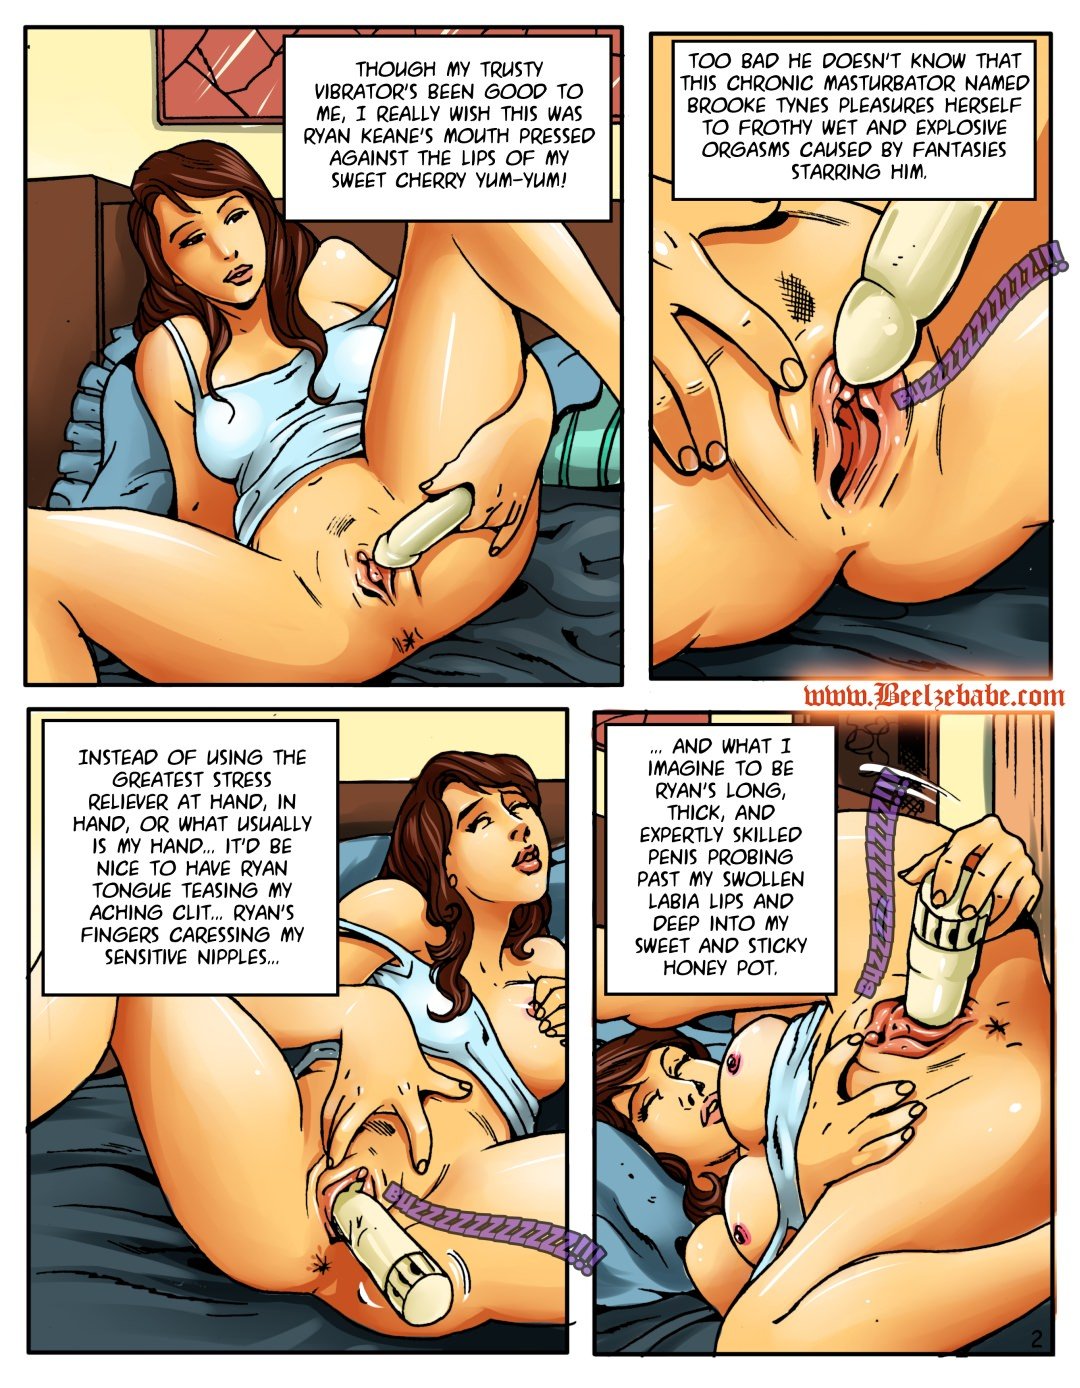 THOUGH MY TRUSTY
VIBRATOR'S BEEN GOOD TO
ME, I REALLY WISH THIS WAS
RYAN KEANE'S MOUTH PRESSED
AGAINST THE LIPS OF MY
SWEET CHERRY YUM-YUM!
TOO BAD HE DOESN'T KNOW THAT
THIS CHRONIC MASTURBATOR NAMED
BROOKE TYNES PLEASURES HERSELF
TO FROTHY WET AND EXPLOSIVE
ORGASMS CAUSED BY FANTASIES
STARRING HIM.
BUZZZZZZZZZZZZ!!!
www.Beelzebabe.com
INSTEAD OF USING THE
GREATEST STRESS
RELIEVER AT HAND, IN
HAND, OR WHAT USUALLY
IS MY HAND... IT'D BE
NICE TO HAVE RYAN
TONGUE TEASING MY
ACHING CLIT... RYAN'S
FINGERS CARESSING MY
SENSITIVE NIPPLES...
BUZZZZZZZZZZZZ!!!
... AND WHAT I
IMAGINE TO BE
RYAN'S LONG,
THICK, AND
EXPERTLY SKILLED
PENIS PROBING
PAST MY SWOLLEN
LABIA LIPS AND
DEEP INTO MY
SWEET AND STICKY
HONEY POT.
2